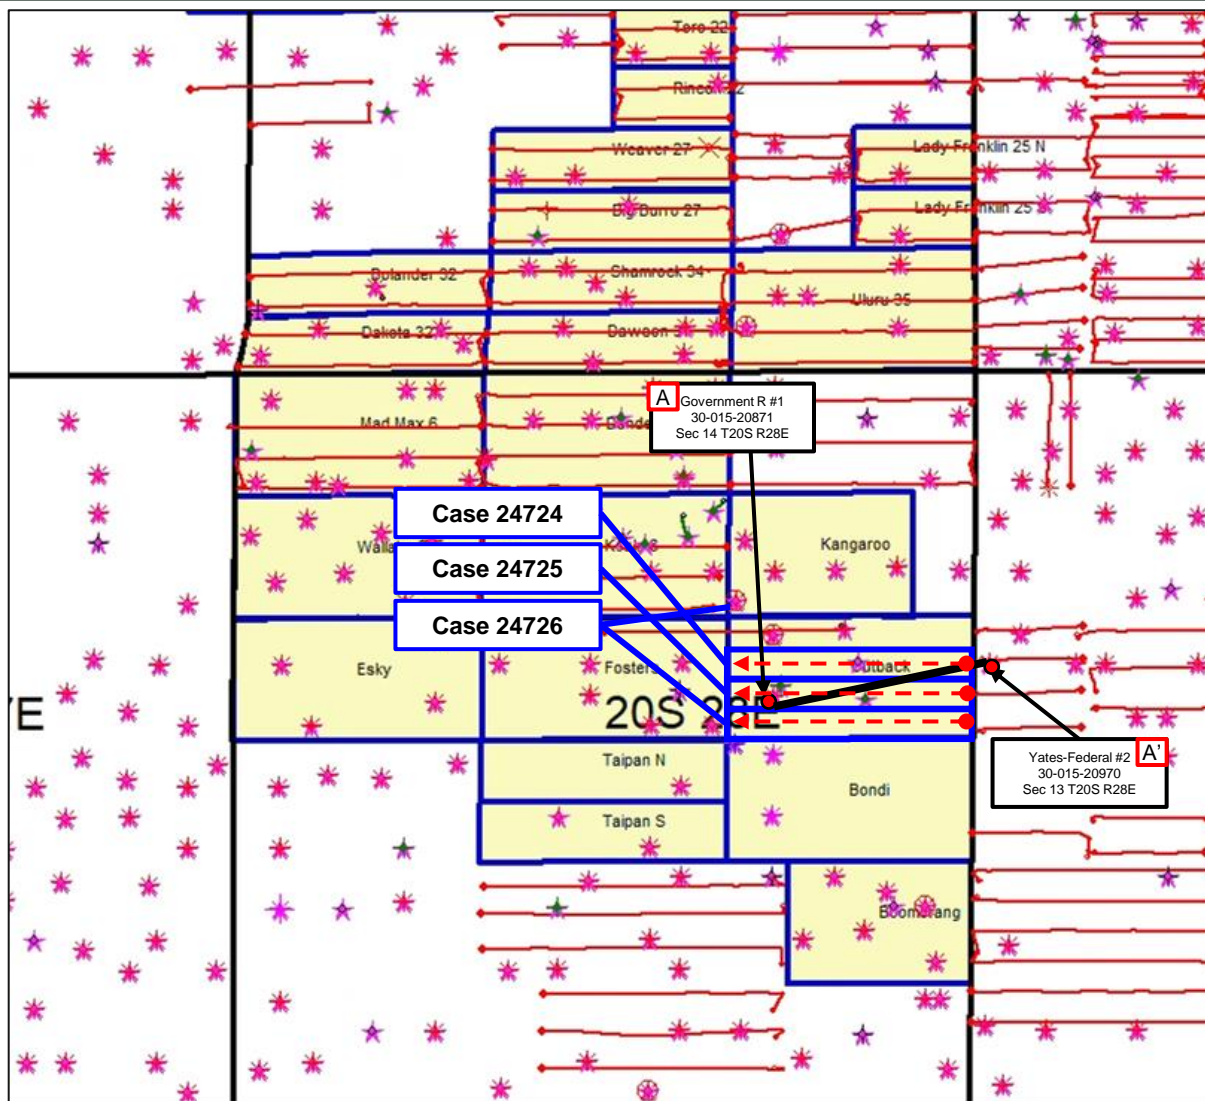 Toro 22
Weaver 27
Lady Franklin 25 N
Big Burro 27
Lady Franklin 25
Bolander 32
Shamrock 34
Uluru 35
Dakota 32
Mad Max 6
A
Government R #1
30-015-20871
Sec 14 T20S R28E
Case 24724
Case 24725
Case 24726
Kangaroo
Esky
Fosters
Outback
20S 28E
Yates-Federal #2
30-015-20970
Sec 13 T20S R28E
A'
Taipan N
Bondi
Taipan S
Boomerang